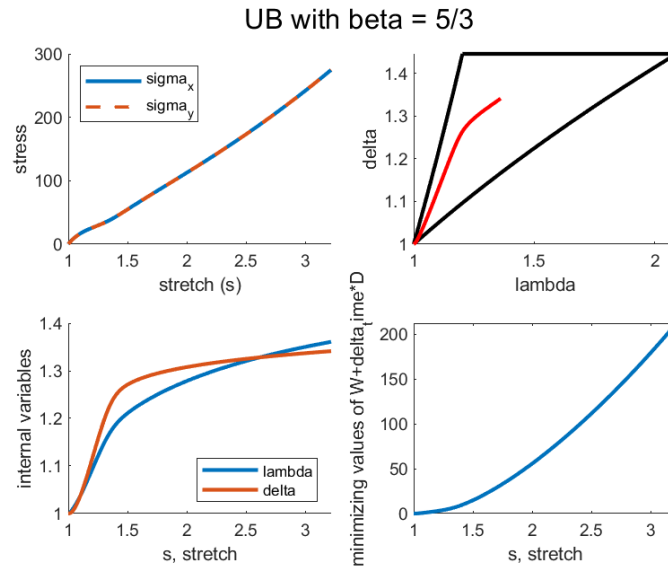 UB with beta = 5/3
300
200
100
0
stress
sigma_x
sigma_y
1 1.5 2 2.5 3
stretch (s)
1.4
1.3
1.2
1.1
1
delta
1 1.5 2
lambda
1.4
1.3
1.2
1.1
1
internal variables
lambda
delta
1 1.5 2 2.5 3
s, stretch
200
150
100
50
0
minimizing values of W+delta_time*D
1 1.5 2 2.5 3
s, stretch